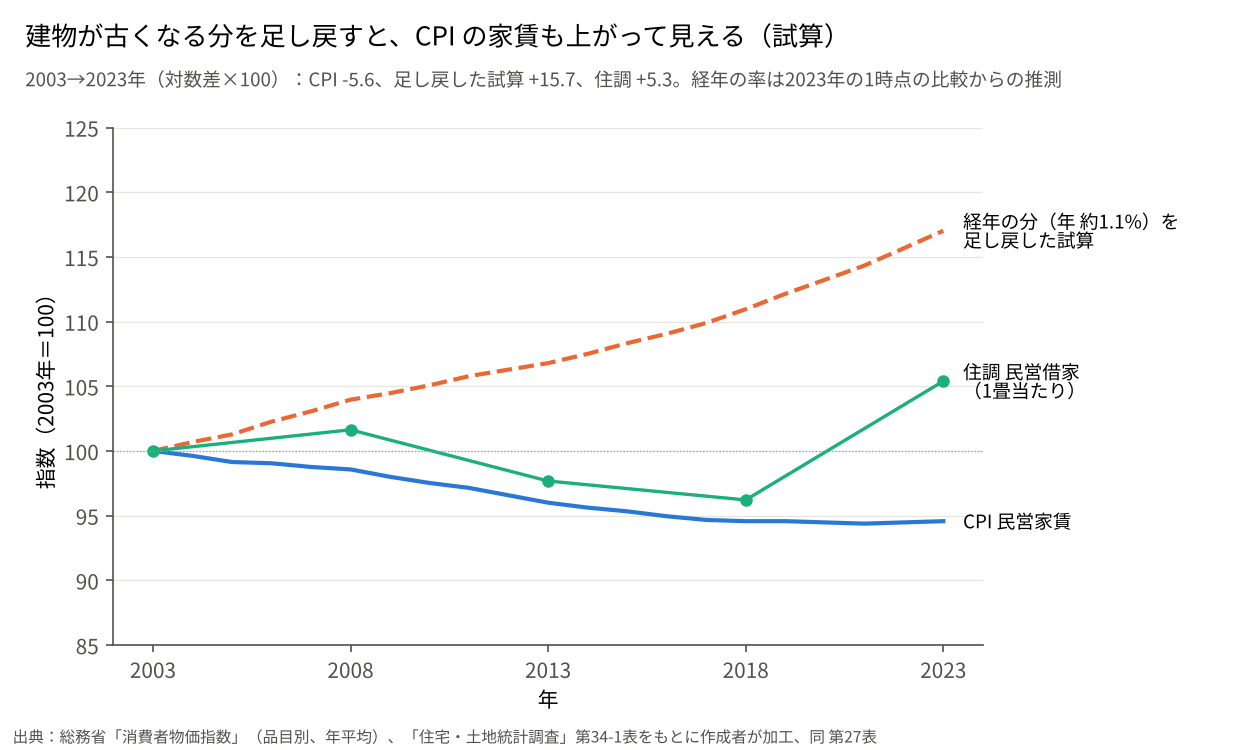 建物が古くなる分を足し戻すと、CPI の家賃も上がって見える（試算）
2003→2023年（対数差×100）：CPI -5.6、足し戻した試算 +15.7、住調 +5.3。経年の率は2023年の1時点の比較からの推測
125
120
115
110
105
100
95
90
85
指数（2003年＝100）
経年の分（年 約1.1%）を
足し戻した試算
住調 民営借家
（1畳当たり）
CPI 民営家賃
2003
2008
2013
2018
2023
年
出典：総務省「消費者物価指数」（品目別、年平均）、「住宅・土地統計調査」第34-1表をもとに作成者が加工、同 第27表